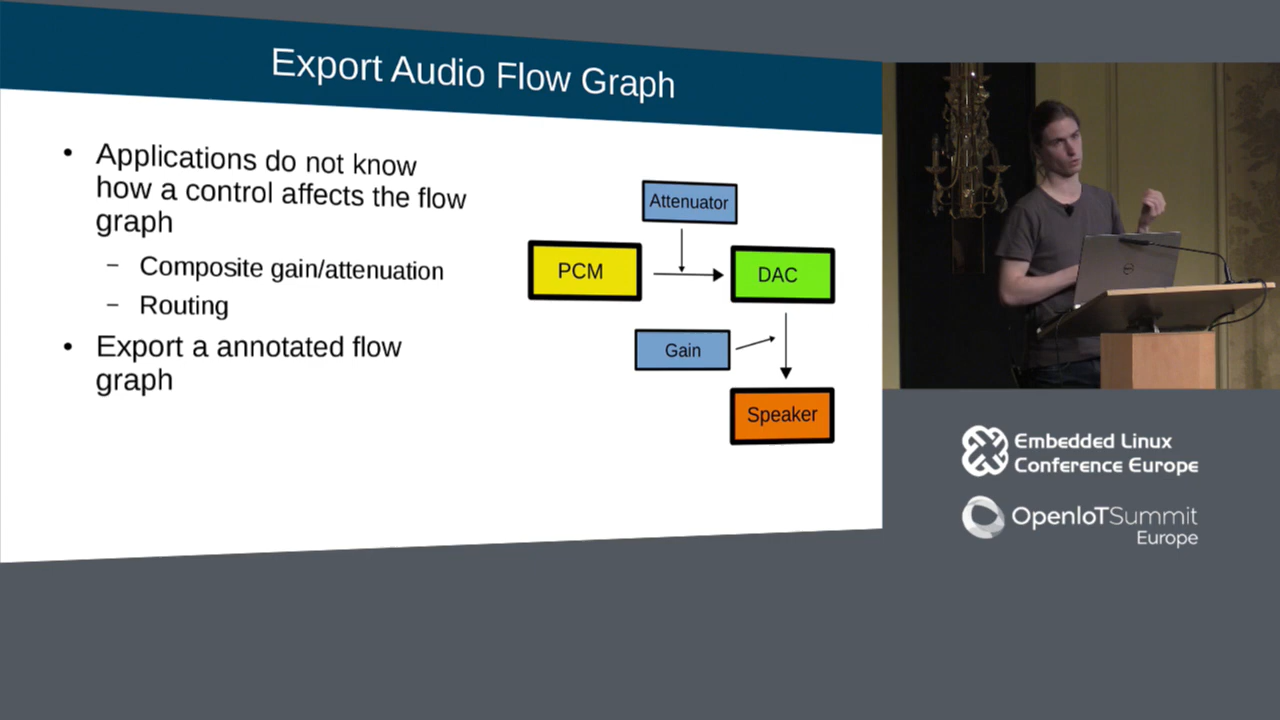 Export Audio Flow Graph
• Applications do not know
how a control affects the flow
graph
– Composite gain/attenuation
– Routing
• Export a annotated flow
graph
Attenuator
PCM
DAC
Gain
Speaker
Embedded Linux
Conference Europe
OpenIoTSummit
Europe